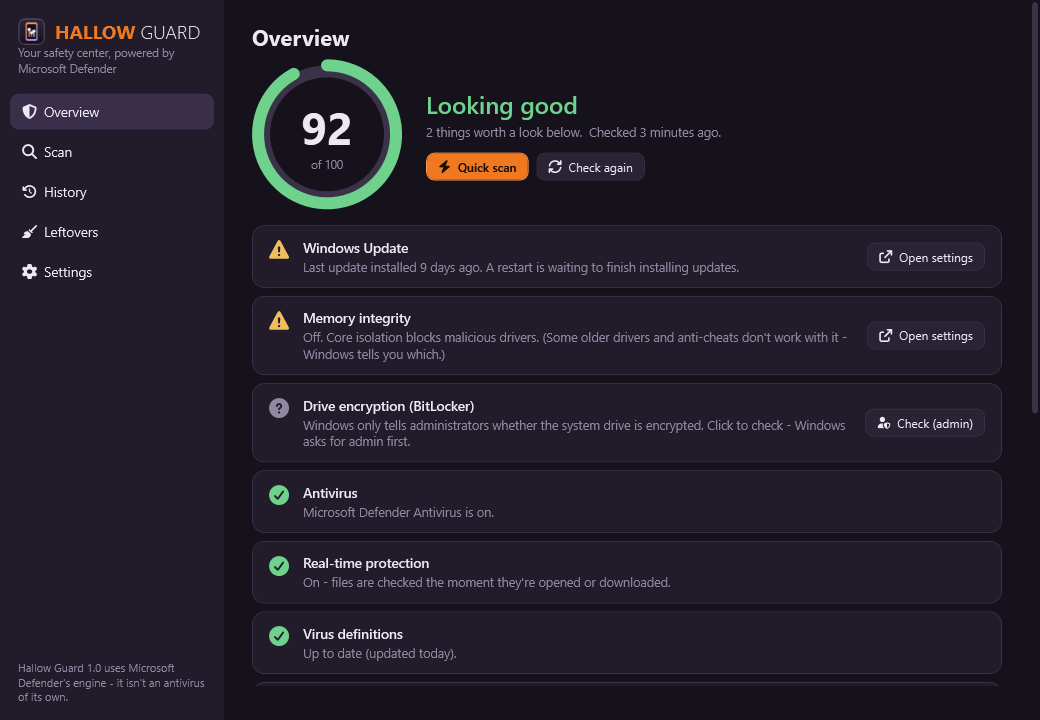 HALLOW GUARD
Your safety center, powered by
Microsoft Defender
Overview
Scan
History
Leftovers
Settings
Hallow Guard 1.0 uses Microsoft
Defender's engine - it isn't an antivirus
of its own.
Overview
92
of 100
Looking good
2 things worth a look below. Checked 3 minutes ago.
Quick scan
Check again
Windows Update
Last update installed 9 days ago. A restart is waiting to finish installing updates.
Open settings
Memory integrity
Off. Core isolation blocks malicious drivers. (Some older drivers and anti-cheats don't work with it -
Windows tells you which.)
Open settings
Drive encryption (BitLocker)
Windows only tells administrators whether the system drive is encrypted. Click to check - Windows
asks for admin first.
Check (admin)
Antivirus
Microsoft Defender Antivirus is on.
Real-time protection
On - files are checked the moment they're opened or downloaded.
Virus definitions
Up to date (updated today).